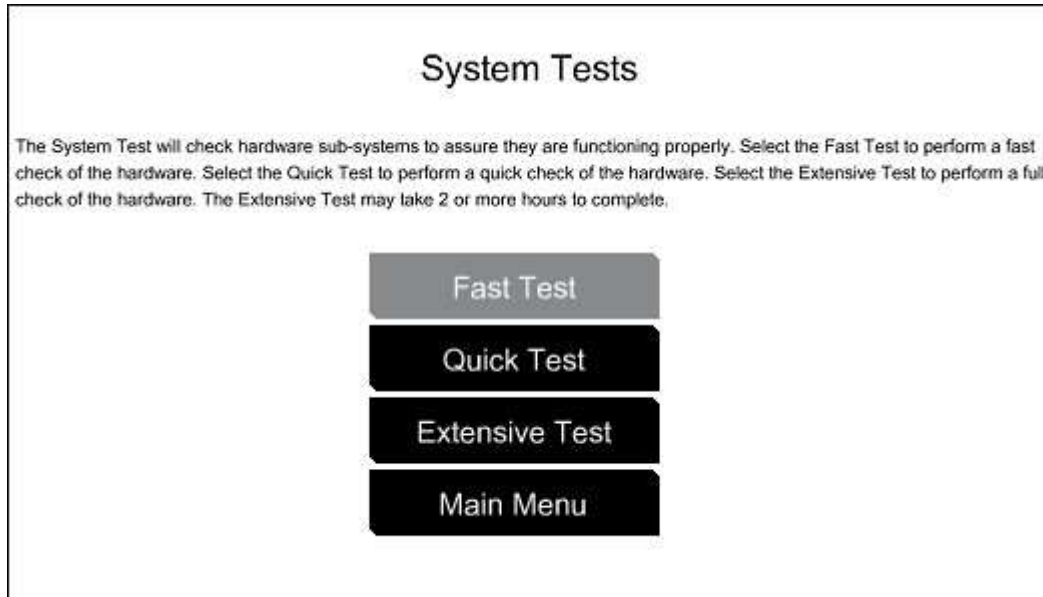 System Tests
The System Test will check hardware sub-systems to assure they are functioning properly. Select the Fast Test to perform a fast
check of the hardware. Select the Quick Test to perform a quick check of the hardware. Select the Extensive Test to perform a full
check of the hardware. The Extensive Test may take 2 or more hours to complete.
Fast Test
Quick Test
Extensive Test
Main Menu